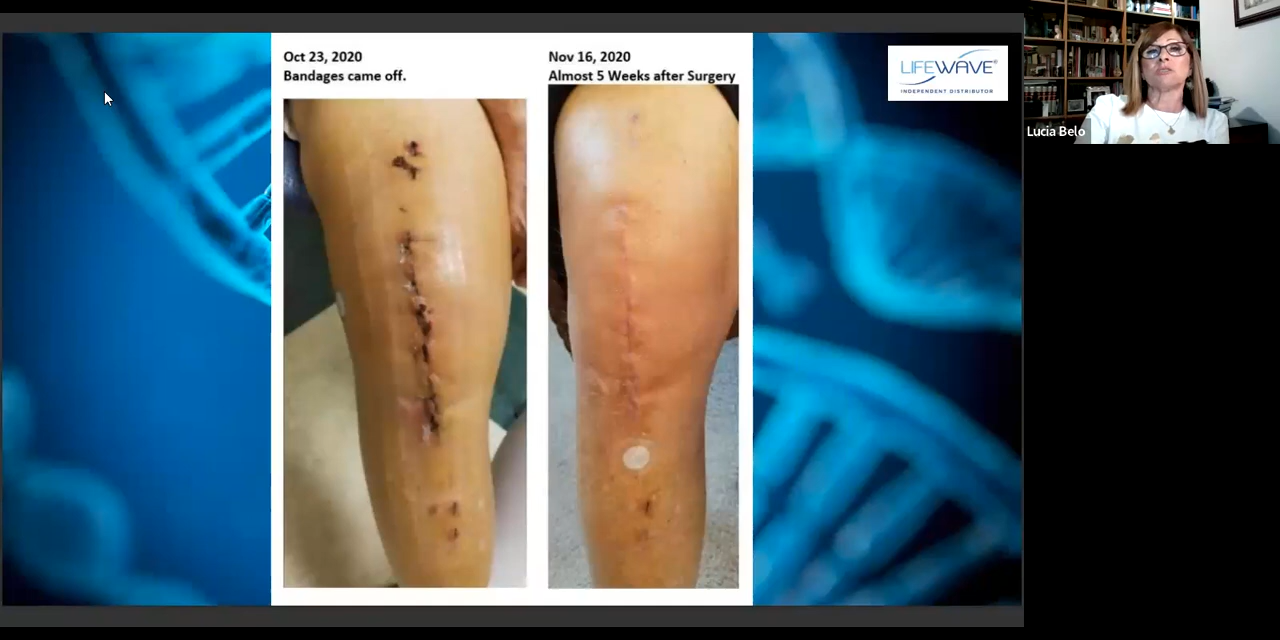 Oct 23, 2020
Bandages came off.
Nov 16, 2020
Almost 5 Weeks after Surgery
LIFEWAVE®
INDEPENDENT DISTRIBUTOR
Lucia Belo